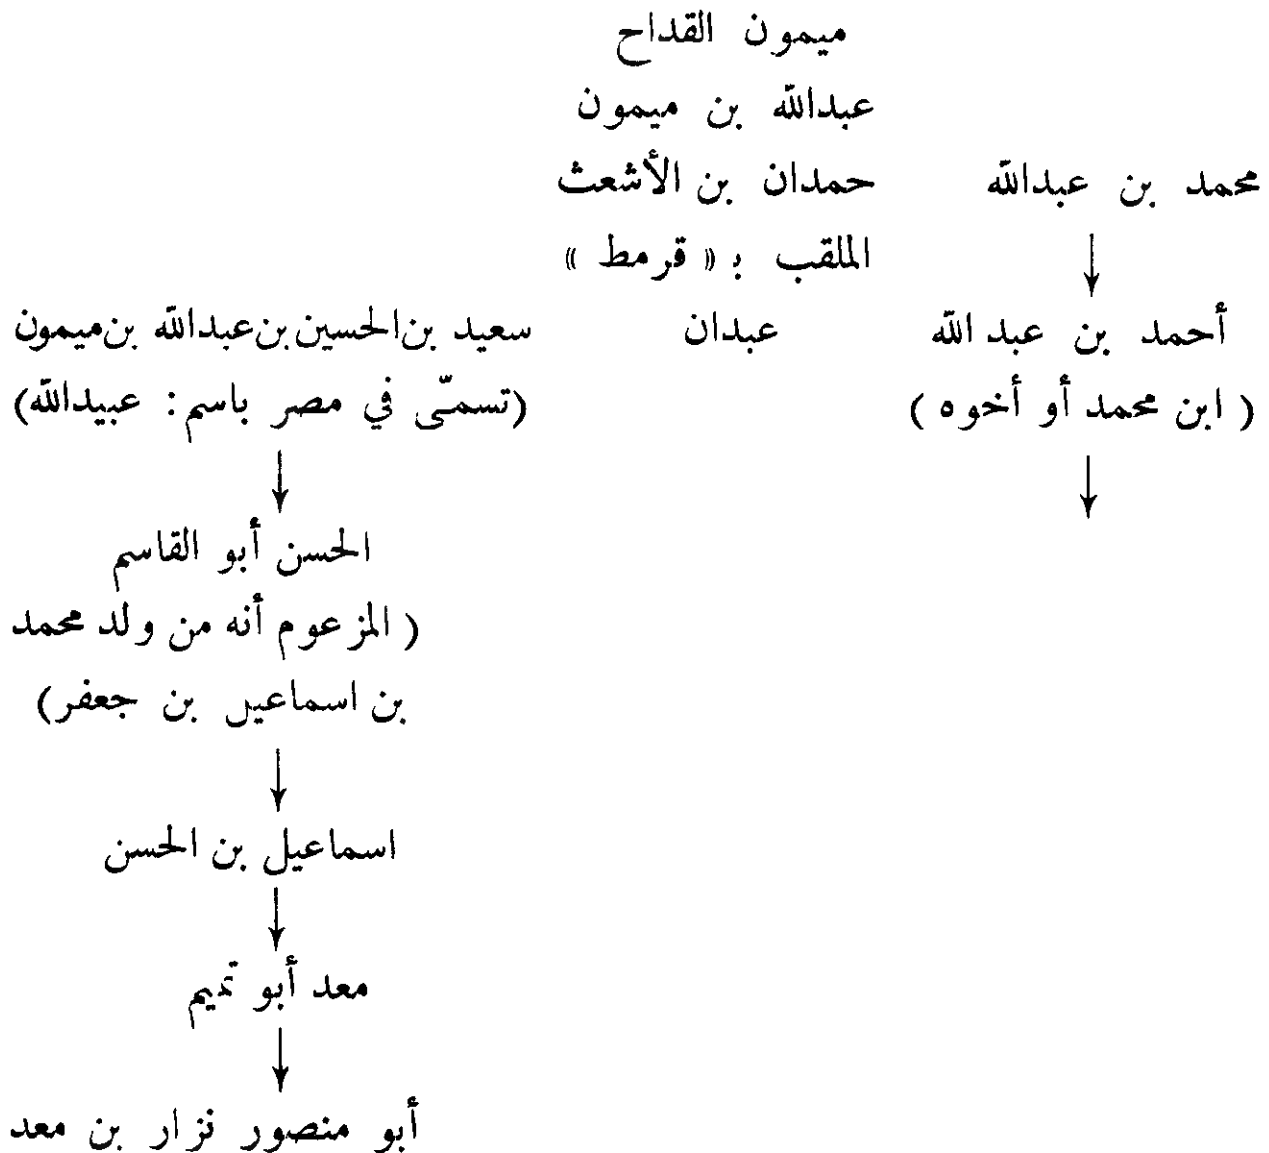 ميمون القداح
عبدالله بن ميمون
محمد بن عبدالله
حمدان بن الأشعث
الملقب بـ « قرمط »
أحمد بن عبد الله
( ابن محمد أو أخوه )
عبدان
سعيد بن الحسين بن عبدالله بن ميمون
(تسمّى في مصر باسم: عبيدالله)
الحسن أبو القاسم
( المزعوم أنه من ولد محمد
بن اسماعيل بن جعفر)
اسماعيل بن الحسن
معد أبو تميم
أبو منصور نزار بن معد